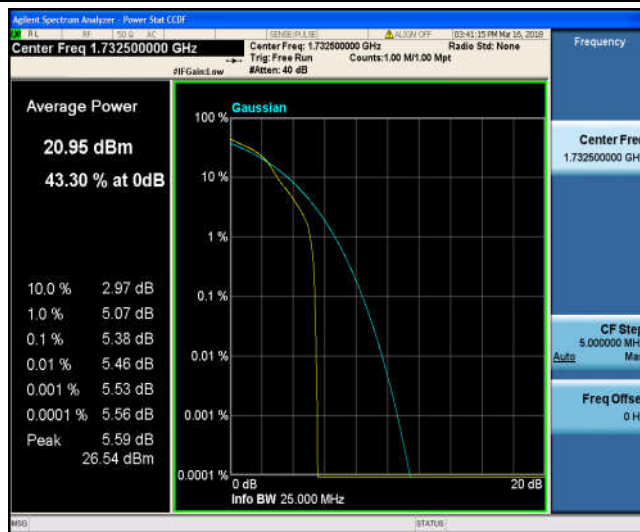 Agilent Spectrum Analyzer - Power Stat CCDF
RL RF 50 Ω AC SENSE:PULSE ALIGN OFF 03:41:15 PM Mar 16, 2018
Center Freq 1.732500000 GHz
Center Freq: 1.732500000 GHz Radio Std: None
Trig: Free Run Counts:1.00 M/1.00 Mpt
#IFGain:Low #Atten: 40 dB
Frequency
Average Power
20.95 dBm
43.30 % at 0dB
10.0 % 2.97 dB
1.0 % 5.07 dB
0.1 % 5.38 dB
0.01 % 5.46 dB
0.001 % 5.53 dB
0.0001 % 5.56 dB
Peak 5.59 dB
26.54 dBm
Gaussian
100 %
10 %
1 %
0.1 %
0.01 %
0.001 %
0.0001 %
0 dB 20 dB
Info BW 25.000 MHz
Center Freq
1.732500000 GH
CF Step
5.000000 MH
Auto Ma
Freq Offse
0 H
MSG STATUS